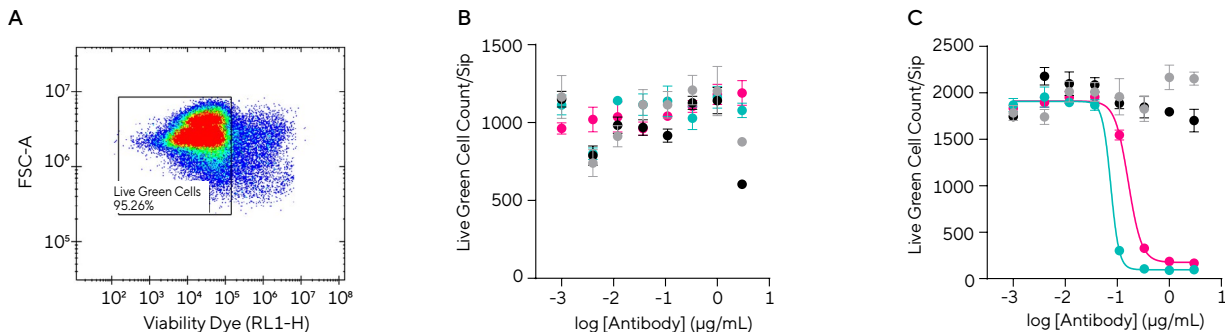 A
FSC-A
10⁷
10⁶
10⁵
Live Green Cells
95.26%
10² 10³ 10⁴ 10⁵ 10⁶ 10⁷ 10⁸
Viability Dye (RL1-H)
B
Live Green Cell Count/Sip
1500
1000
500
0
-3 -2 -1 0 1
log [Antibody] (µg/mL)
C
Live Green Cell Count/Sip
2500
2000
1500
1000
500
0
-3 -2 -1 0 1
log [Antibody] (µg/mL)